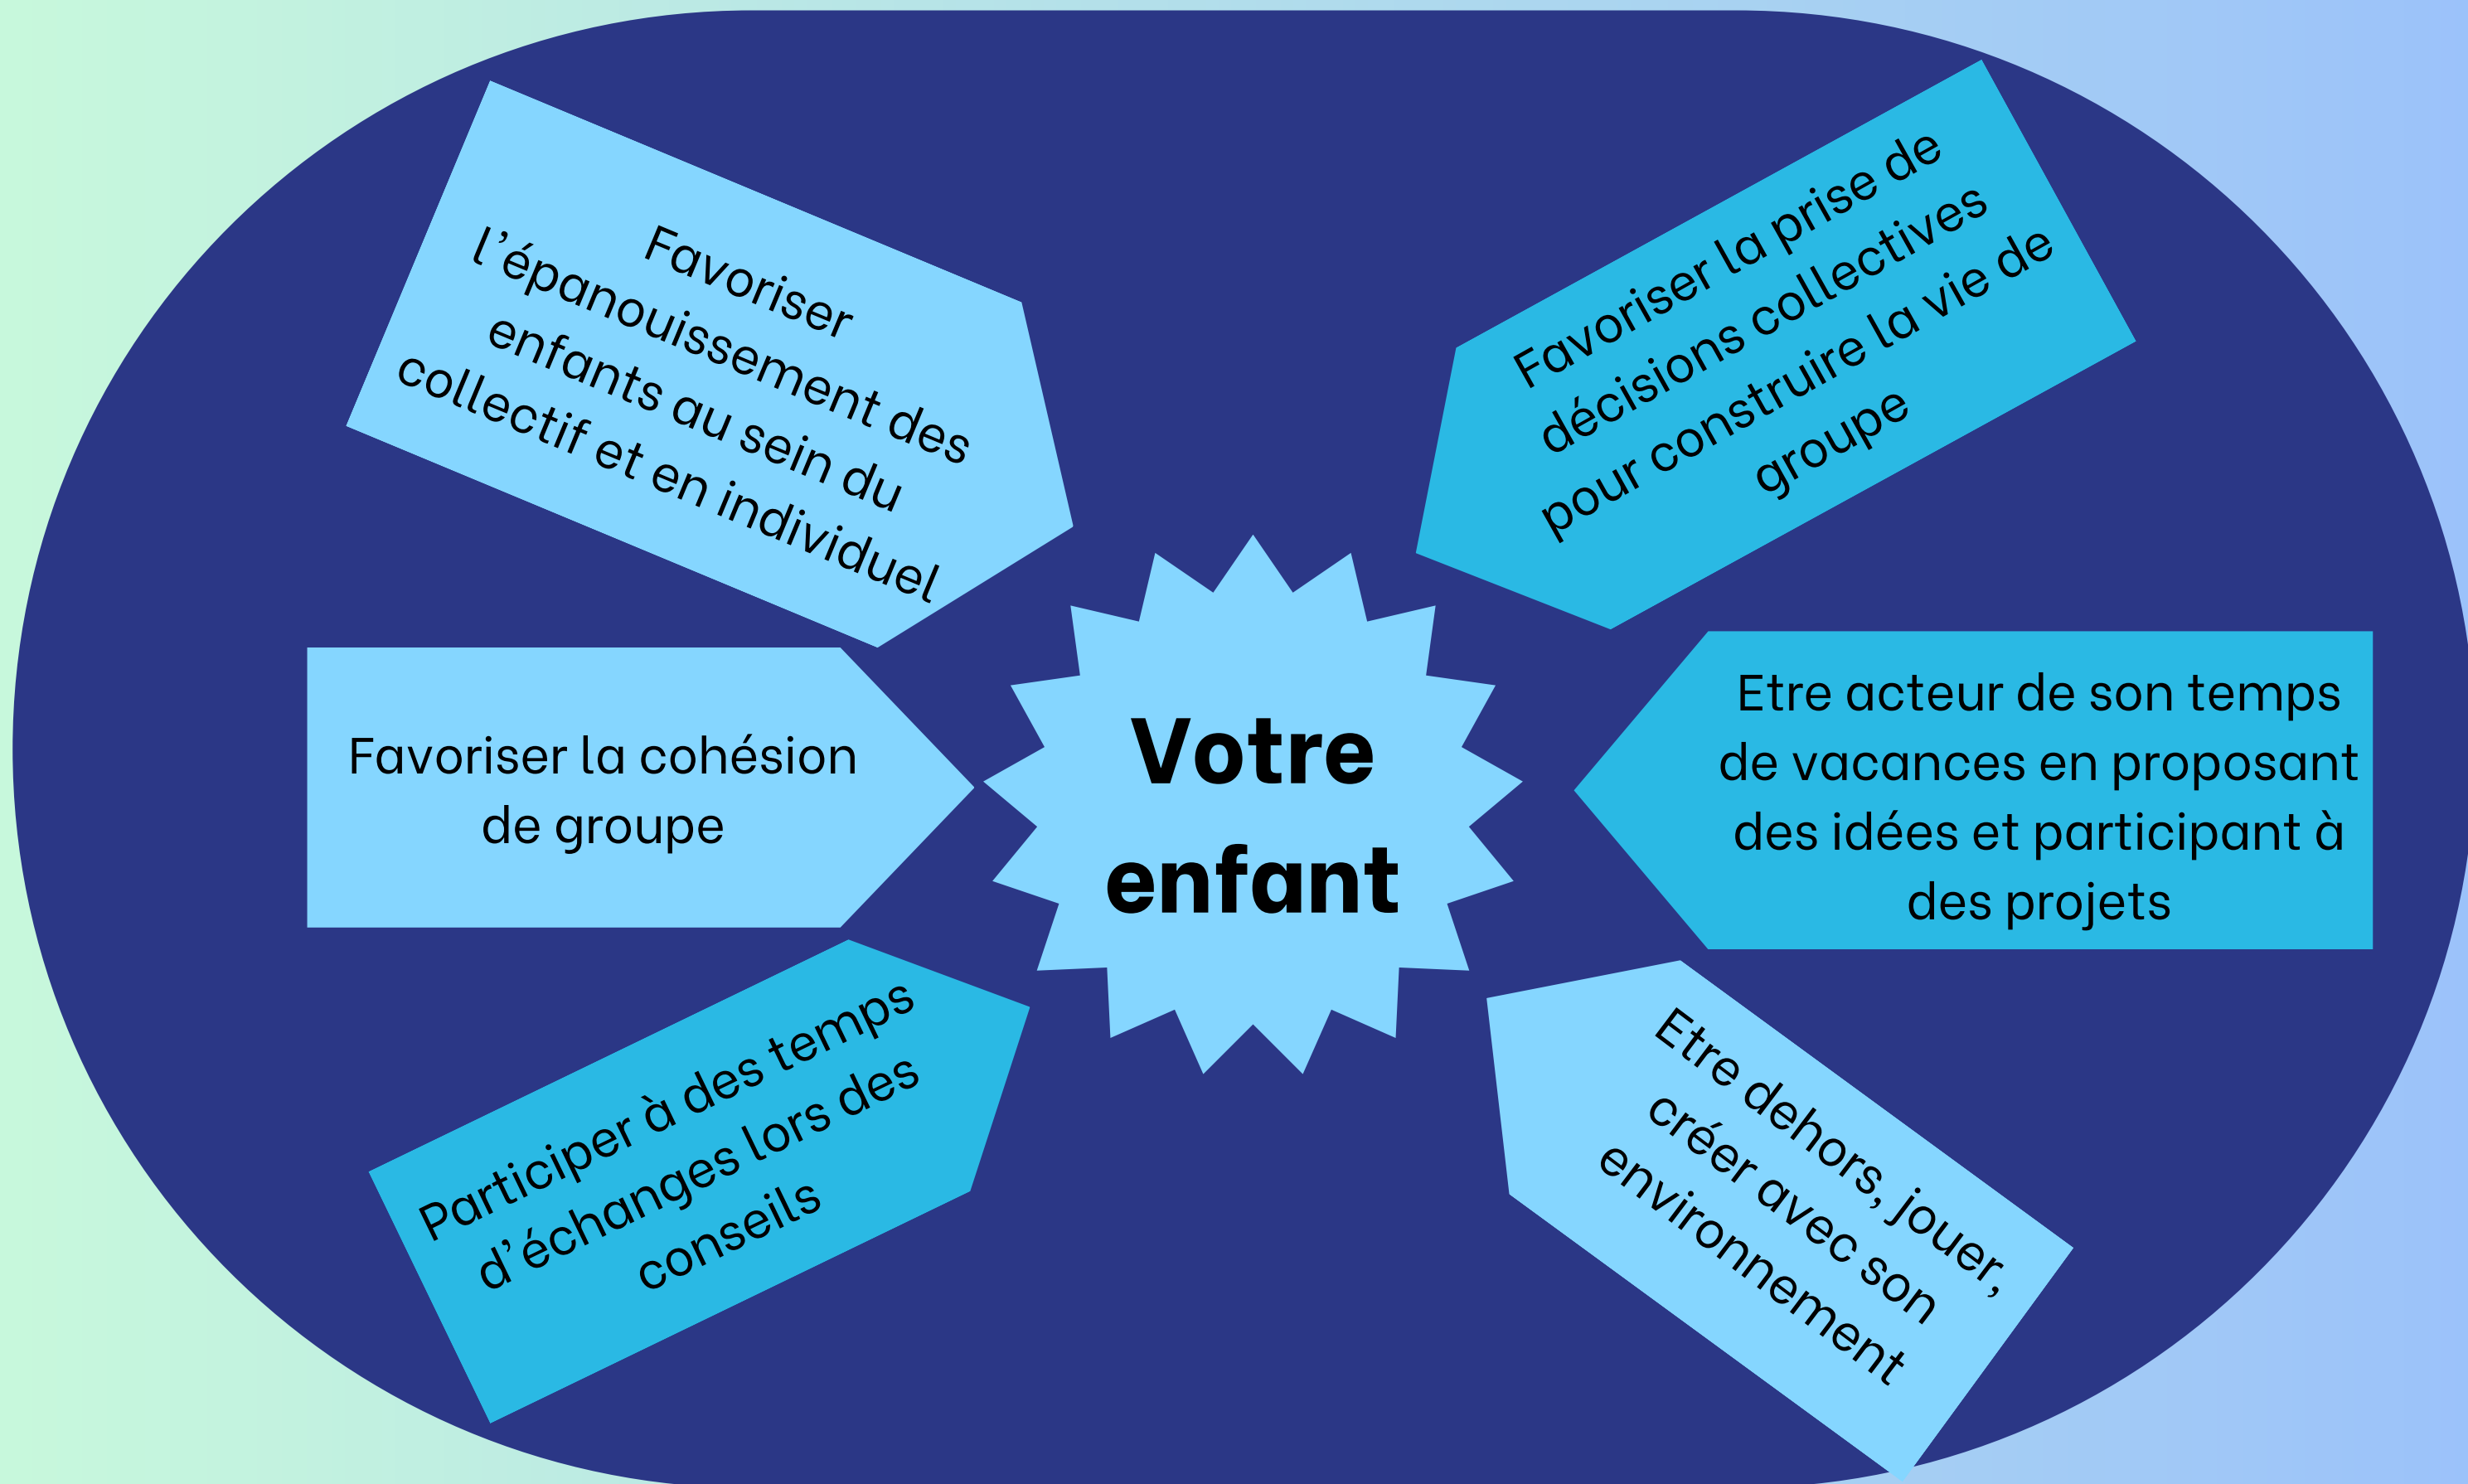 Favoriser
l'épanouissement des
enfants au sein du
collectif et en individuel
Favoriser la prise de
décisions collectives
pour construire la vie de
groupe
Favoriser la cohésion
de groupe
Votre
enfant
Etre acteur de son temps
de vacances en proposant
des idées et participant à
des projets
Participer à des temps
d'échanges lors des
conseils
Etre dehors, jouer,
créer avec son
environnement